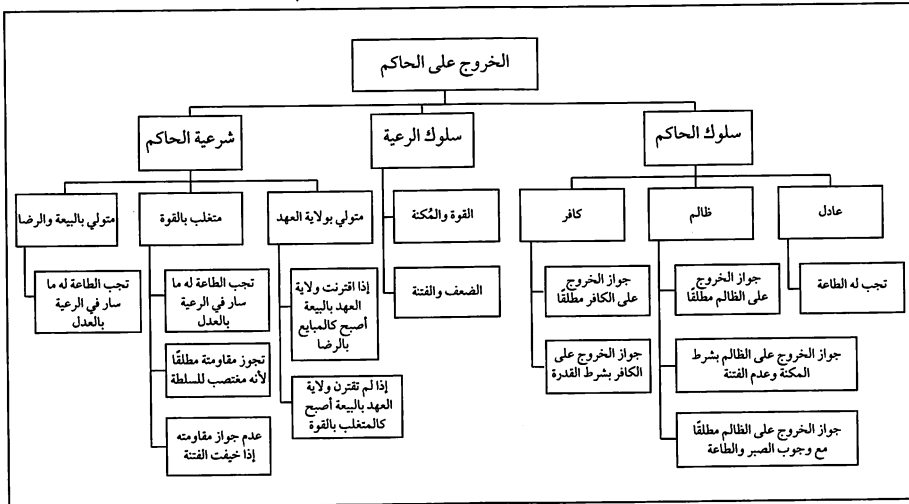 الخروج على الحاكم
سلوك الحاكم
سلوك الرعية
شرعية الحاكم
عادل
ظالم
كافر
القوة والمُكنة
متولي بولاية العهد
متغلب بالقوة
متولي بالبيعة والرضا
تجب له الطاعة
جواز الخروج
على الظالم مطلقًا
جواز الخروج
على الكافر مطلقًا
الضعف والفتنة
إذا اقترنت ولاية
العهد بالبيعة
أصبح كالمبايع
بالرضا
تجب الطاعة له ما
سار في الرعية
بالعدل
تجب الطاعة له ما
سار في الرعية
بالعدل
جواز الخروج على الظالم بشرط
المكنة وعدم الفتنة
جواز الخروج على
الكافر بشرط القدرة
إذا لم تقترن ولاية
العهد بالبيعة أصبح
كالمتغلب بالقوة
تجوز مقاومتة مطلقًا
لأنه مغتصب للسلطة
جواز الخروج على الظالم مطلقًا
مع وجوب الصبر والطاعة
عدم جواز مقاومته
إذا خيفت الفتنة